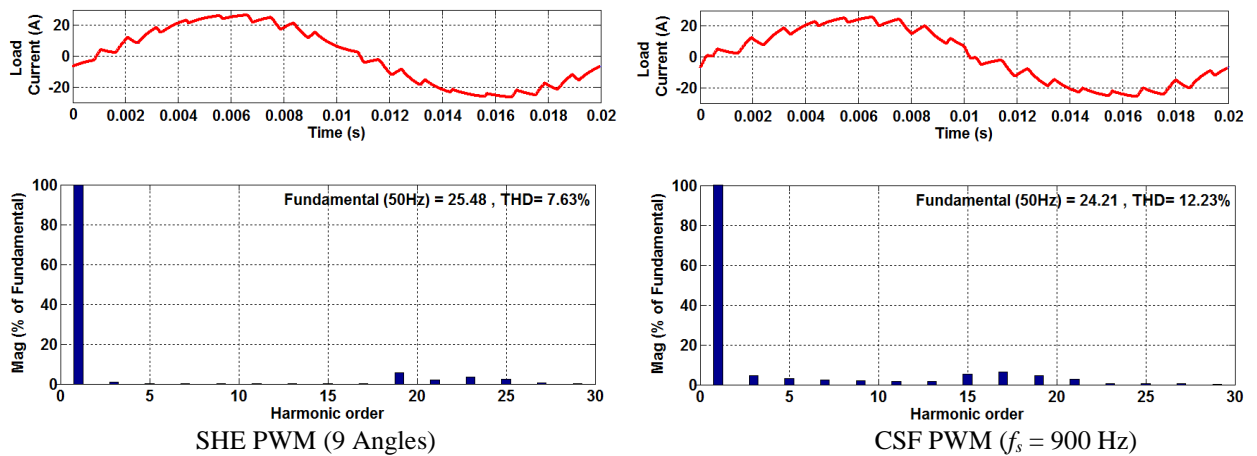 Load
Current (A)
20
0
-20
0 0.002 0.004 0.006 0.008 0.01 0.012 0.014 0.016 0.018 0.02
Time (s)
Load
Current (A)
20
0
-20
0 0.002 0.004 0.006 0.008 0.01 0.012 0.014 0.016 0.018 0.02
Time (s)
Mag (% of Fundamental)
100
80
60
40
20
0
Fundamental (50Hz) = 25.48 , THD= 7.63%
0 5 10 15 20 25 30
Harmonic order
SHE PWM (9 Angles)
Mag (% of Fundamental)
100
80
60
40
20
0
Fundamental (50Hz) = 24.21 , THD= 12.23%
0 5 10 15 20 25 30
Harmonic order
CSF PWM (fs = 900 Hz)